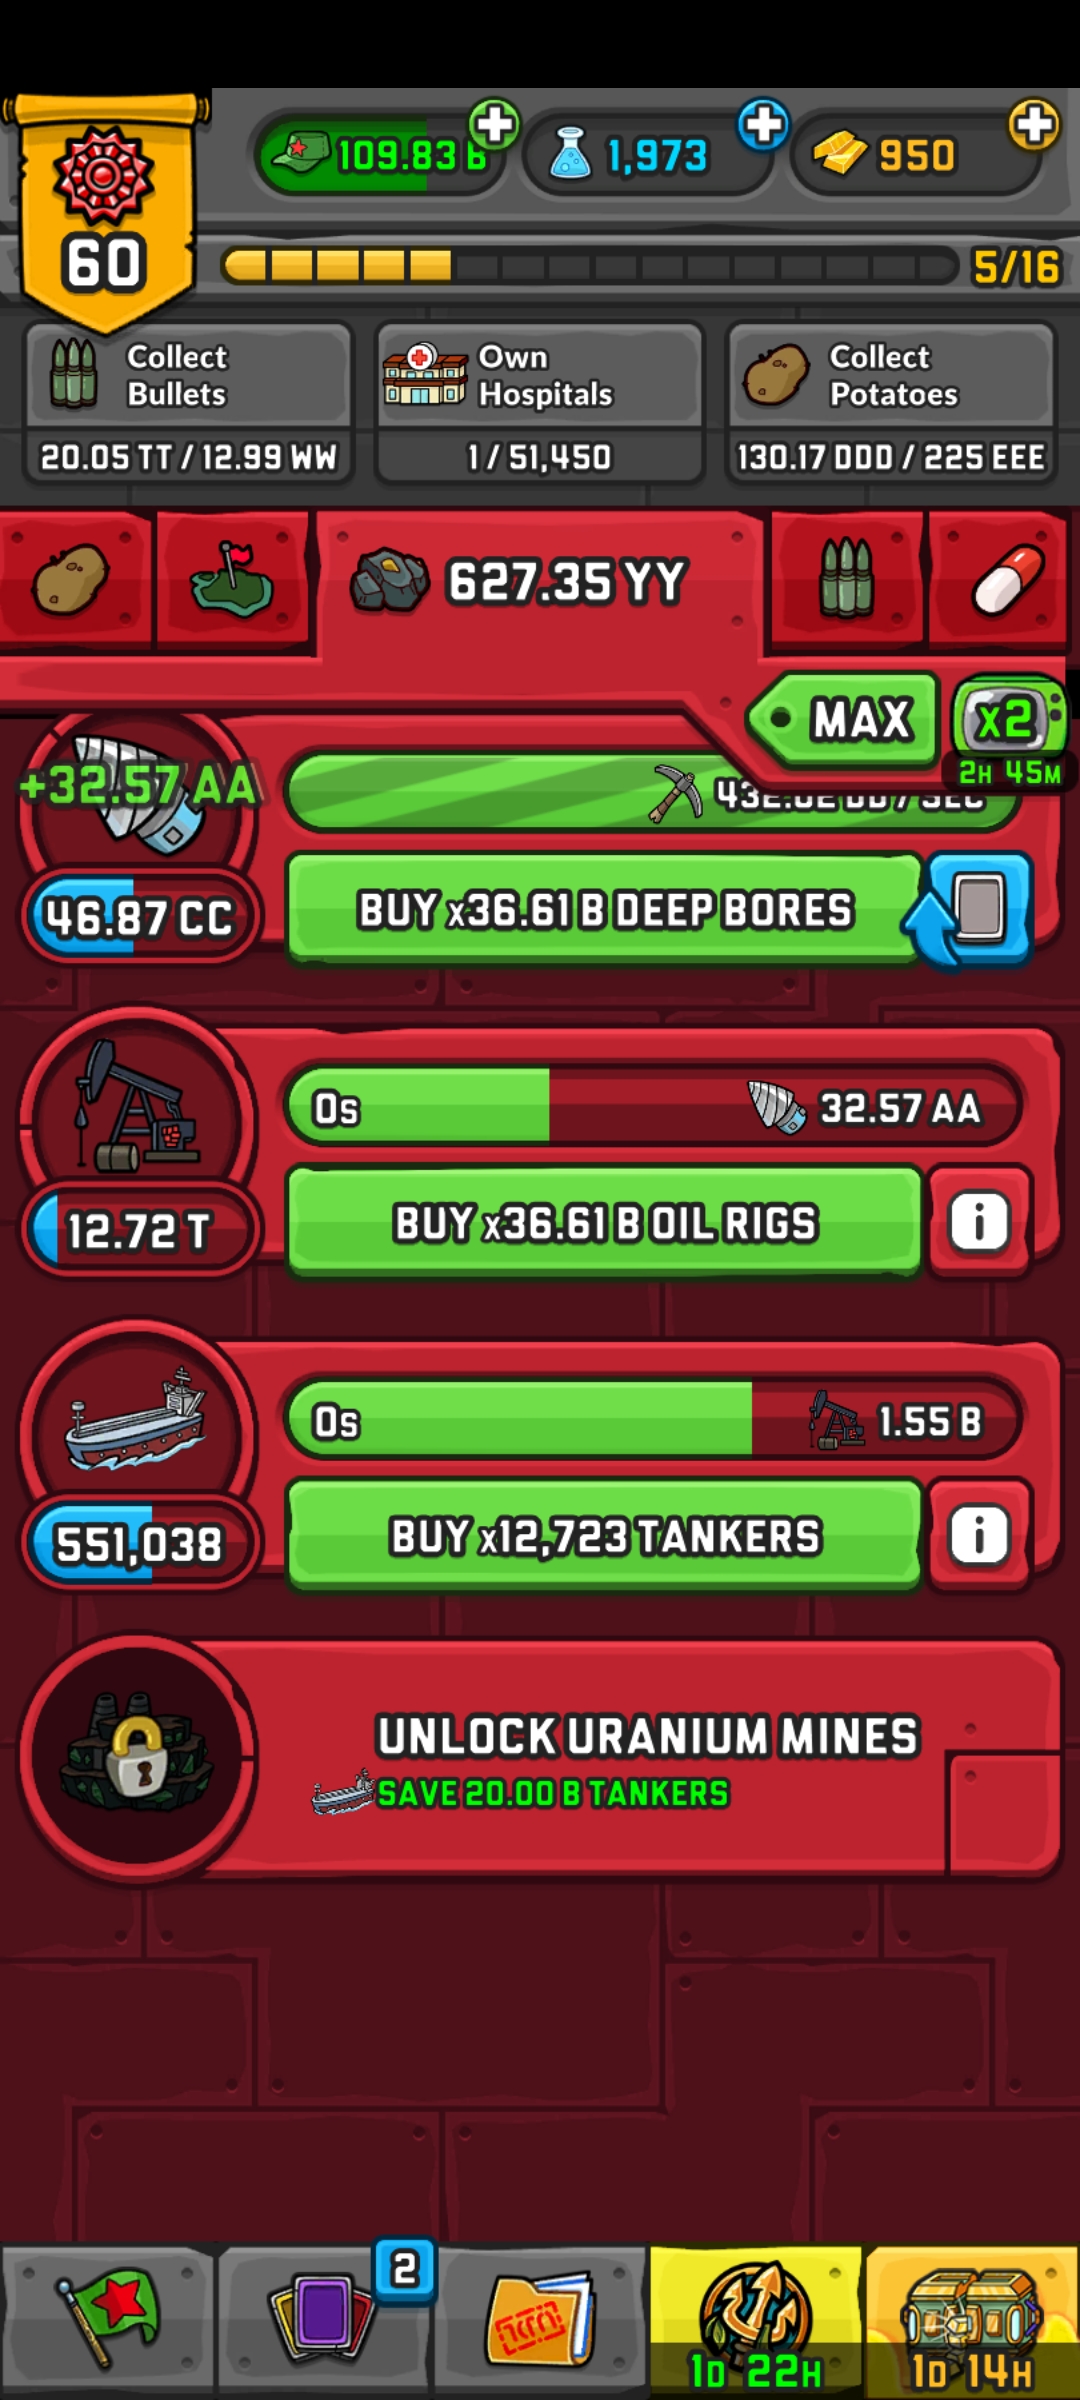 60
109.83 B
1,973
950
5/16
Collect
Bullets
20.05 TT / 12.99 WW
Own
Hospitals
1 / 51,450
Collect
Potatoes
130.17 DDD / 225 EEE
627.35 YY
MAX
x2
2H 45M
+32.57 AA
46.87 CC
BUY x36.61 B DEEP BORES
0s
32.57 AA
12.72 T
BUY x36.61 B OIL RIGS
i
0s
1.55 B
551,038
BUY x12,723 TANKERS
i
UNLOCK URANIUM MINES
SAVE 20.00 B TANKERS
2
1D 22H
1D 14H